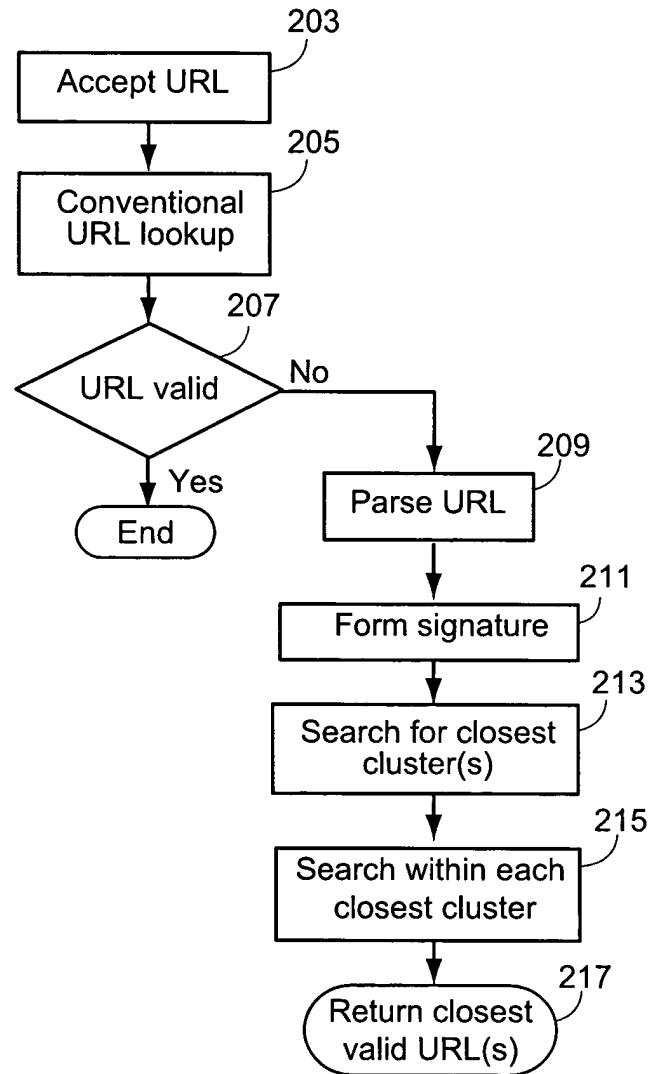 203
Accept URL
205
Conventional
URL lookup
207
URL valid
No
Yes
End
209
Parse URL
211
Form signature
213
Search for closest
cluster(s)
215
Search within each
closest cluster
217
Return closest
valid URL(s)